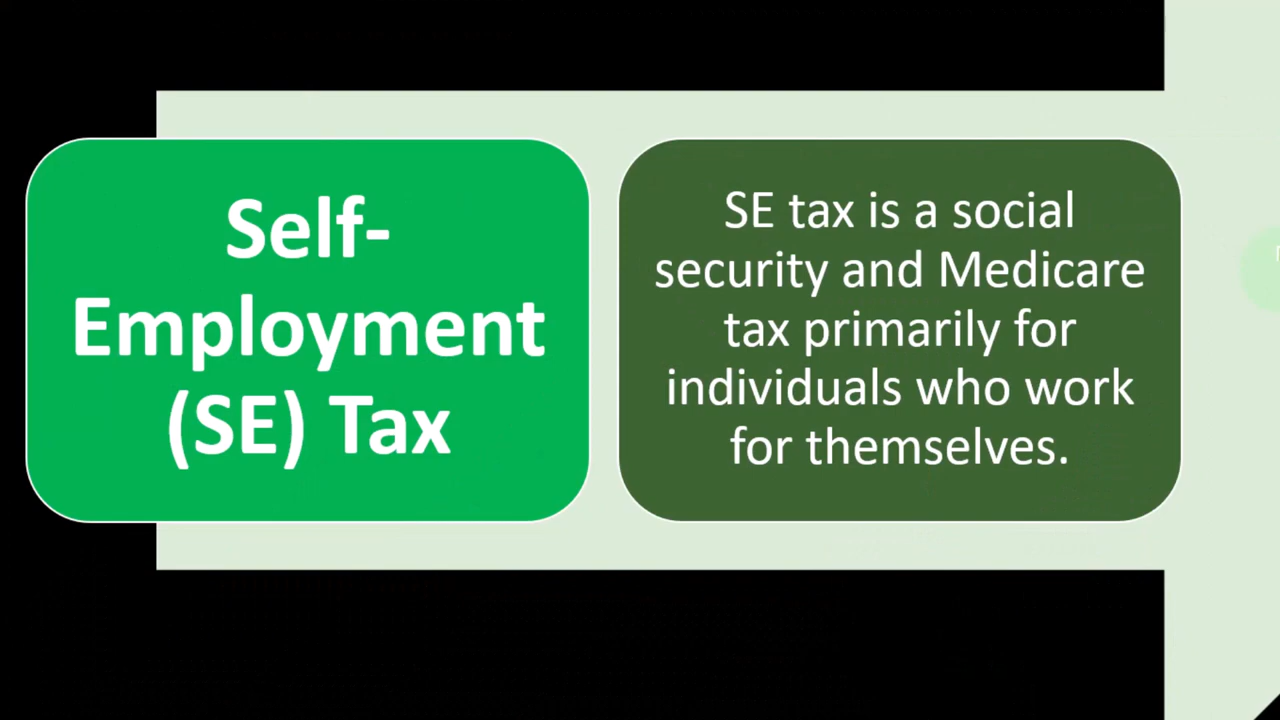 Self-
Employment
(SE) Tax
SE tax is a social
security and Medicare
tax primarily for
individuals who work
for themselves.